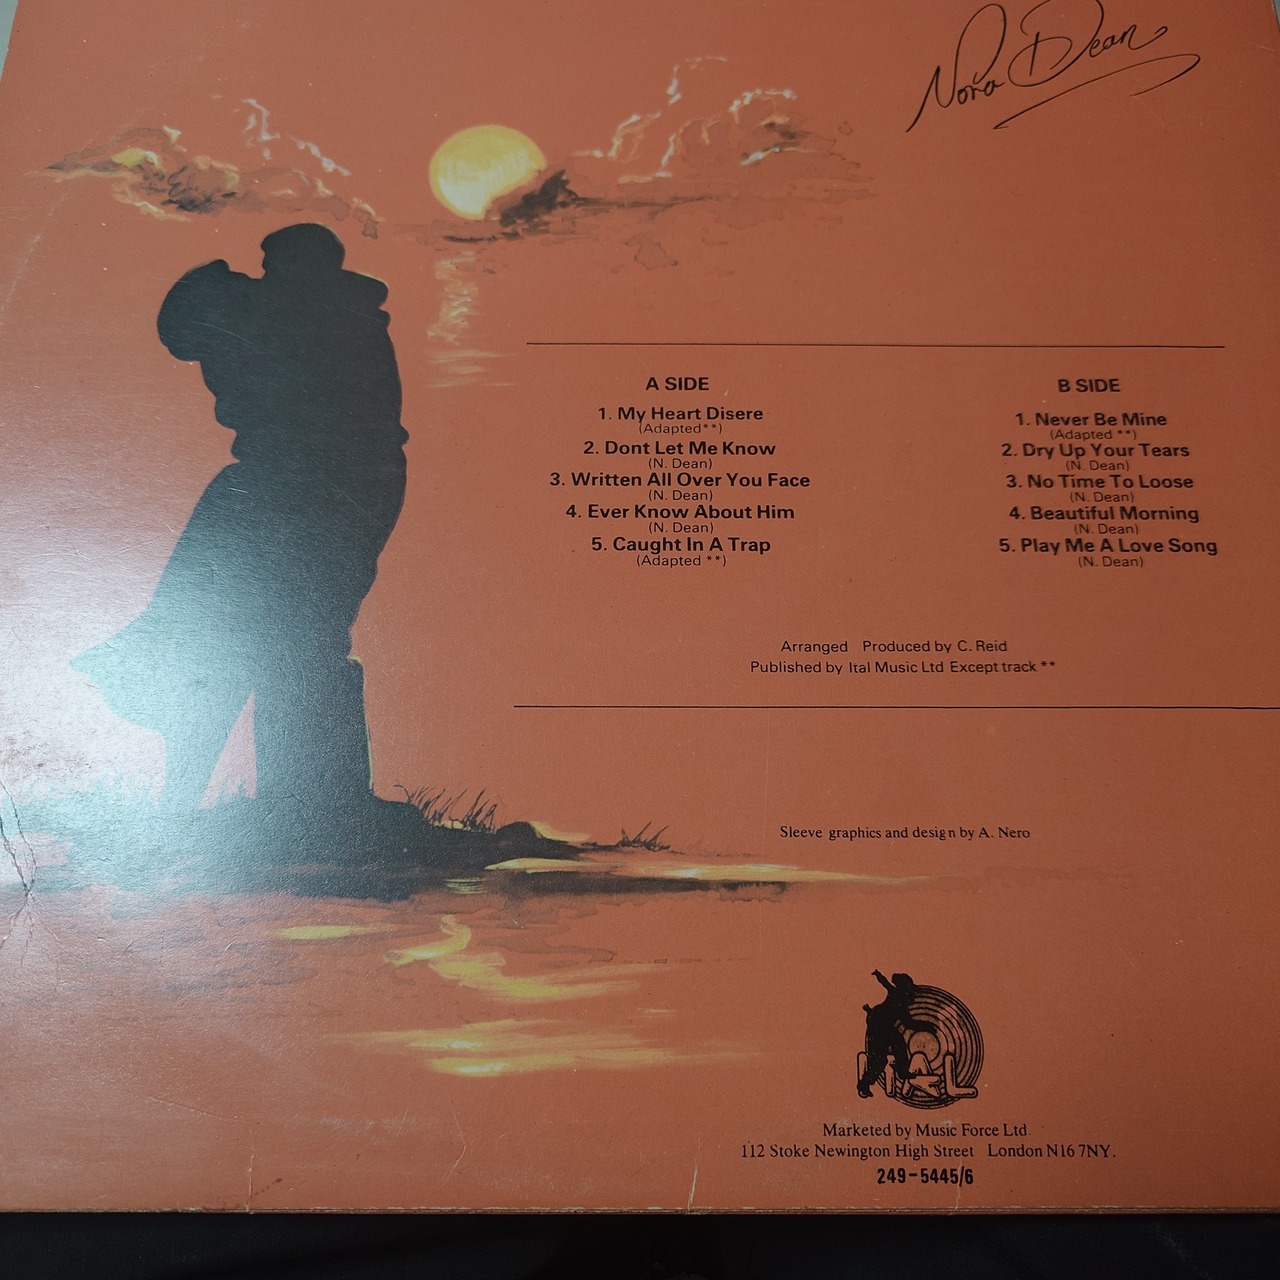 Nora Dean
A SIDE
1. My Heart Disere
(Adapted**)
2. Dont Let Me Know
(N. Dean)
3. Written All Over You Face
(N. Dean)
4. Ever Know About Him
(N. Dean)
5. Caught In A Trap
(Adapted **)
B SIDE
1. Never Be Mine
(Adapted **)
2. Dry Up Your Tears
(N. Dean)
3. No Time To Loose
(N. Dean)
4. Beautiful Morning
(N. Dean)
5. Play Me A Love Song
(N. Dean)
Arranged Produced by C. Reid
Published by Ital Music Ltd Except track **
Sleeve graphics and design by A. Nero
ITAL
Marketed by Music Force Ltd
112 Stoke Newington High Street London N16 7NY.
249-5445/6